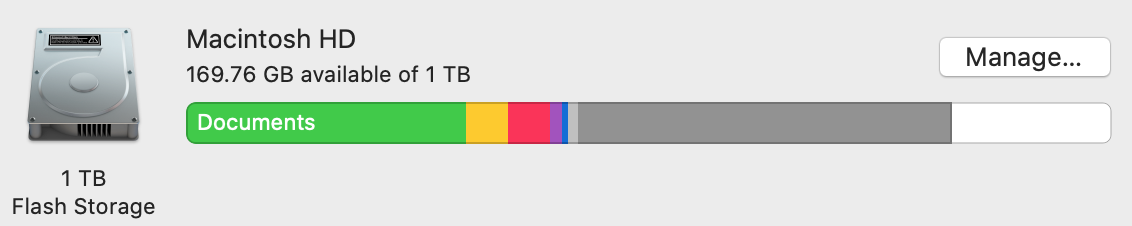 Macintosh HD
169.76 GB available of 1 TB
Manage...
Documents
1 TB
Flash Storage